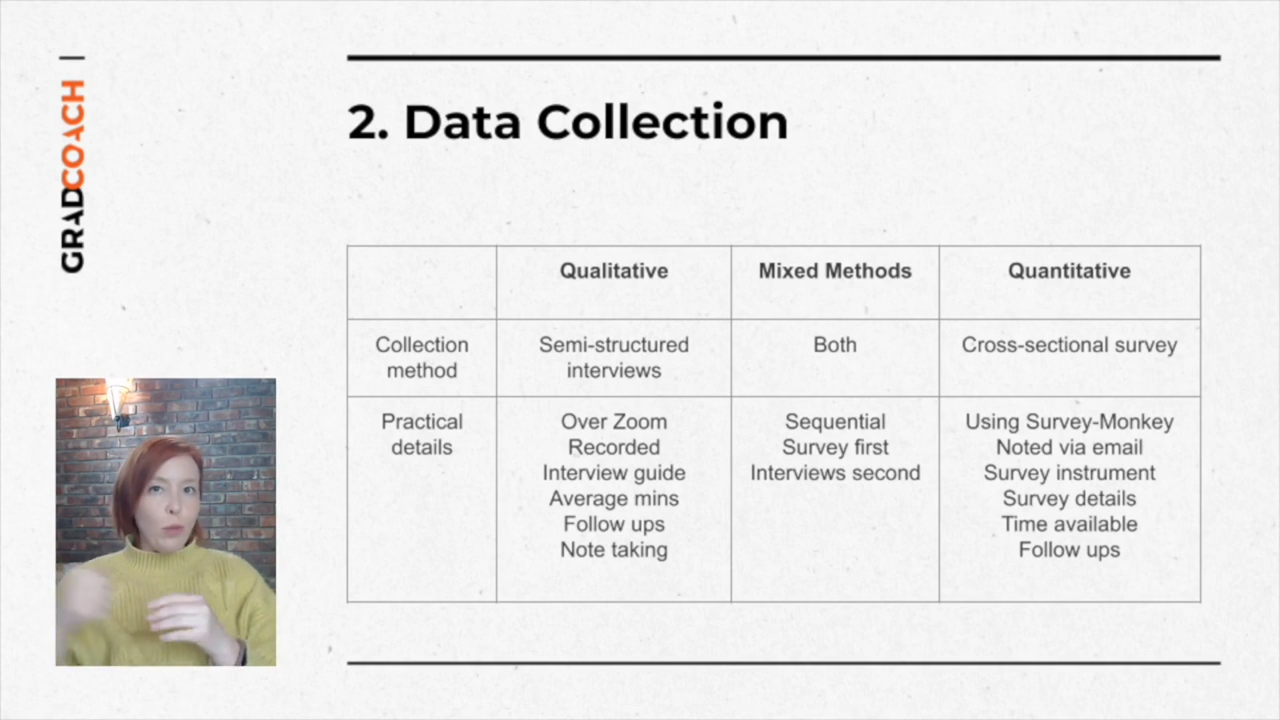 GRADCOACH
2. Data Collection
Qualitative
Mixed Methods
Quantitative
Collection
method
Semi-structured
interviews
Both
Cross-sectional survey
Practical
details
Over Zoom
Recorded
Interview guide
Average mins
Follow ups
Note taking
Sequential
Survey first
Interviews second
Using Survey-Monkey
Noted via email
Survey instrument
Survey details
Time available
Follow ups